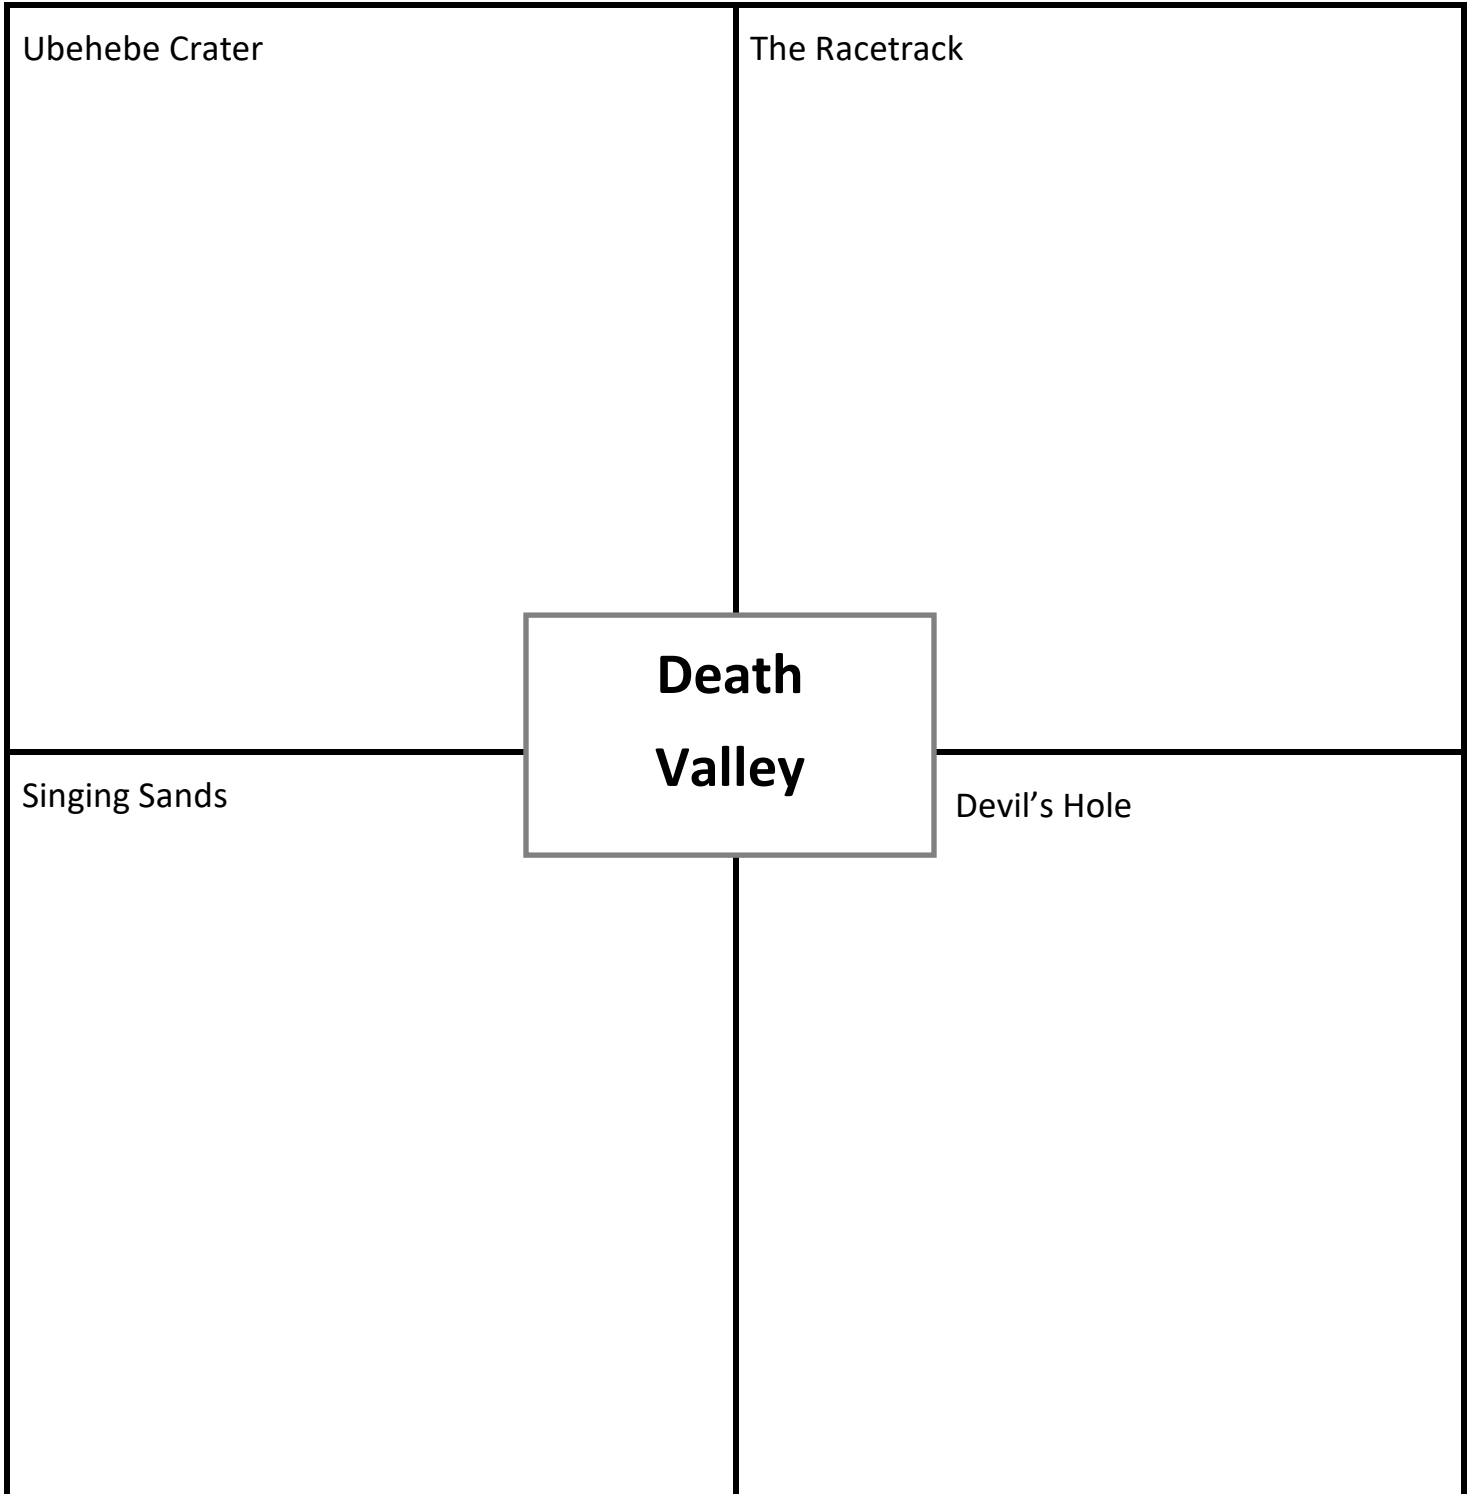 Ubehebe Crater
The Racetrack
Death
Valley
Singing Sands
Devil’s Hole